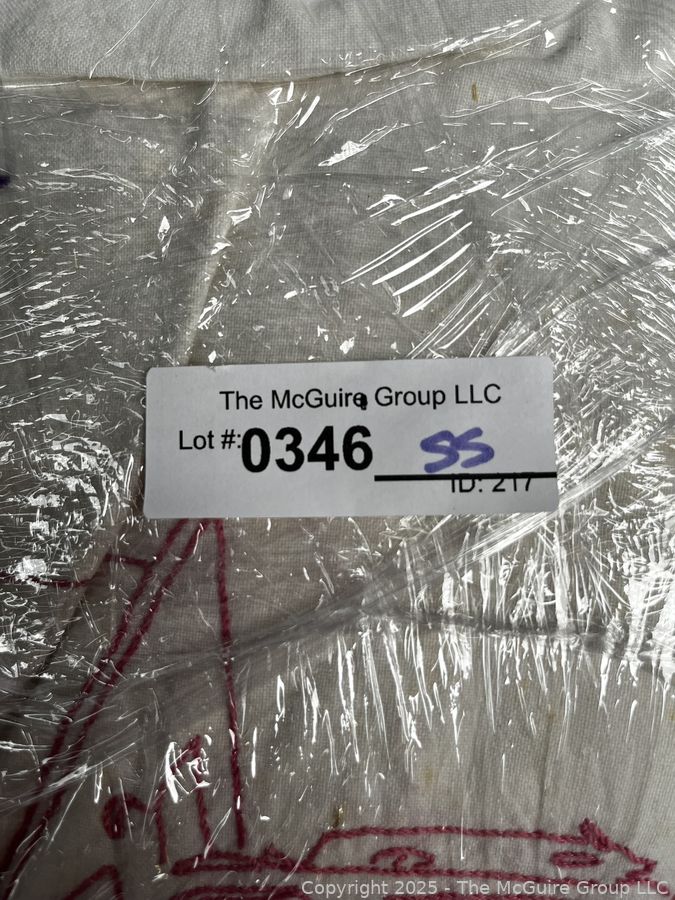 The McGuire Group LLC
Lot #:0346 SS
ID: 217
Copyright 2025 - The McGuire Group LLC